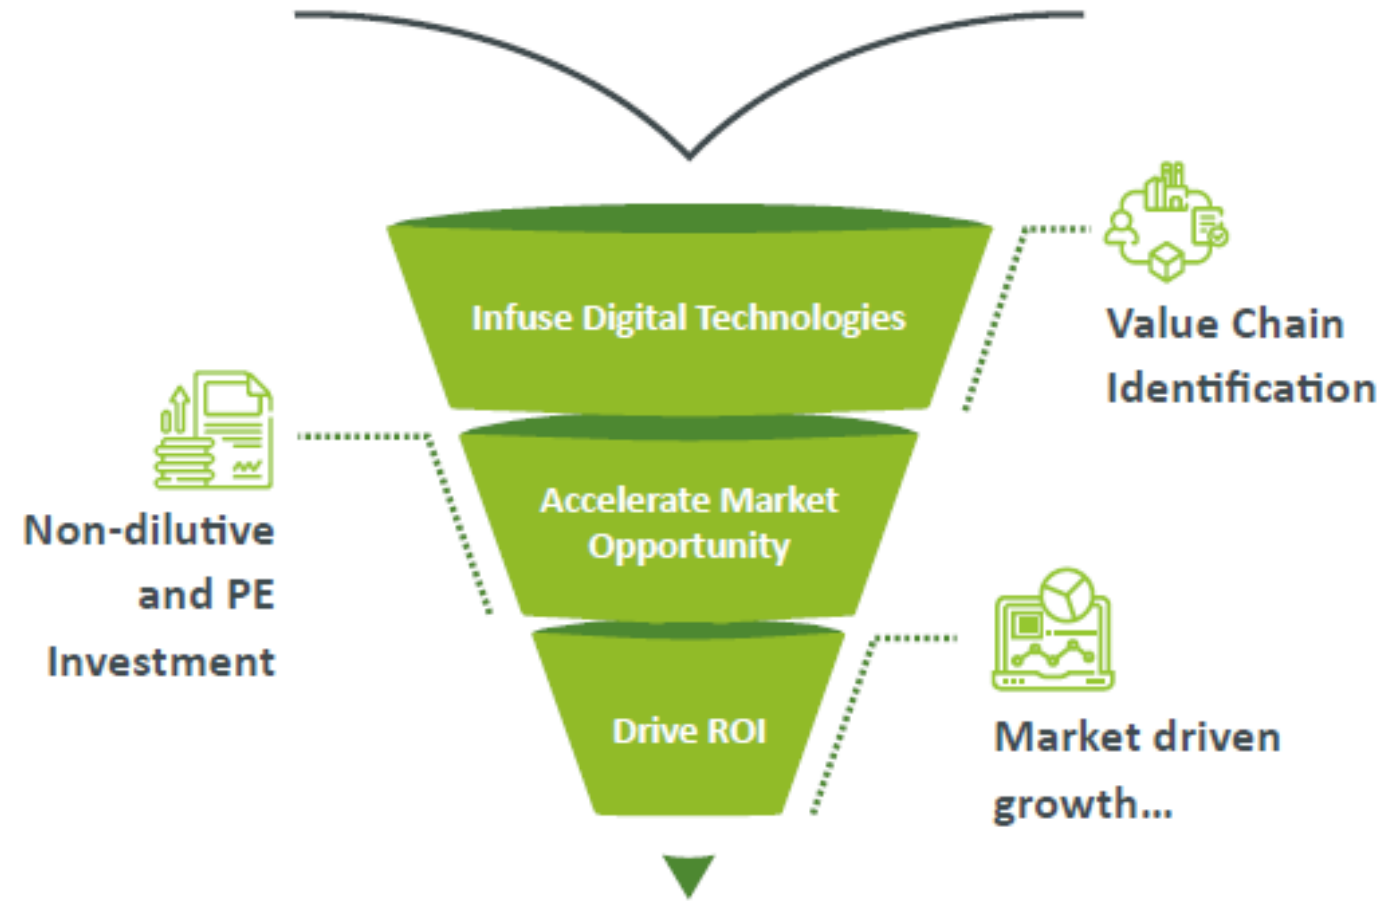 Infuse Digital Technologies
Value Chain
Identification
Accelerate Market
Opportunity
Non-dilutive
and PE
Investment
Drive ROI
Market driven
growth...